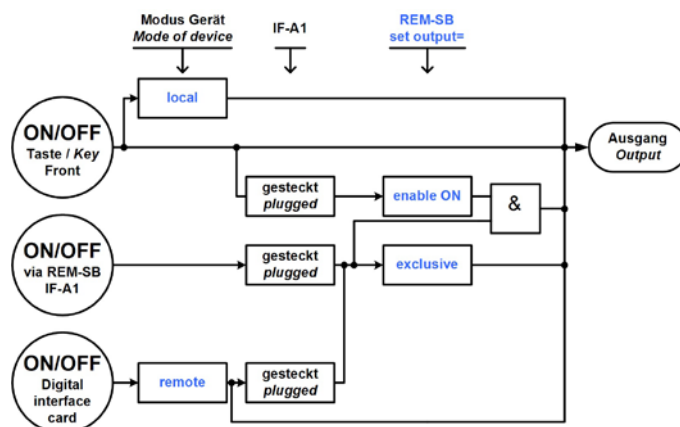 Modus Gerät
Mode of device
IF-A1
REM-SB
set output=
local
ON/OFF
Taste / Key
Front
Ausgang
Output
gesteckt
plugged
enable ON
&
ON/OFF
via REM-SB
IF-A1
gesteckt
plugged
exclusive
ON/OFF
Digital
interface
card
remote
gesteckt
plugged